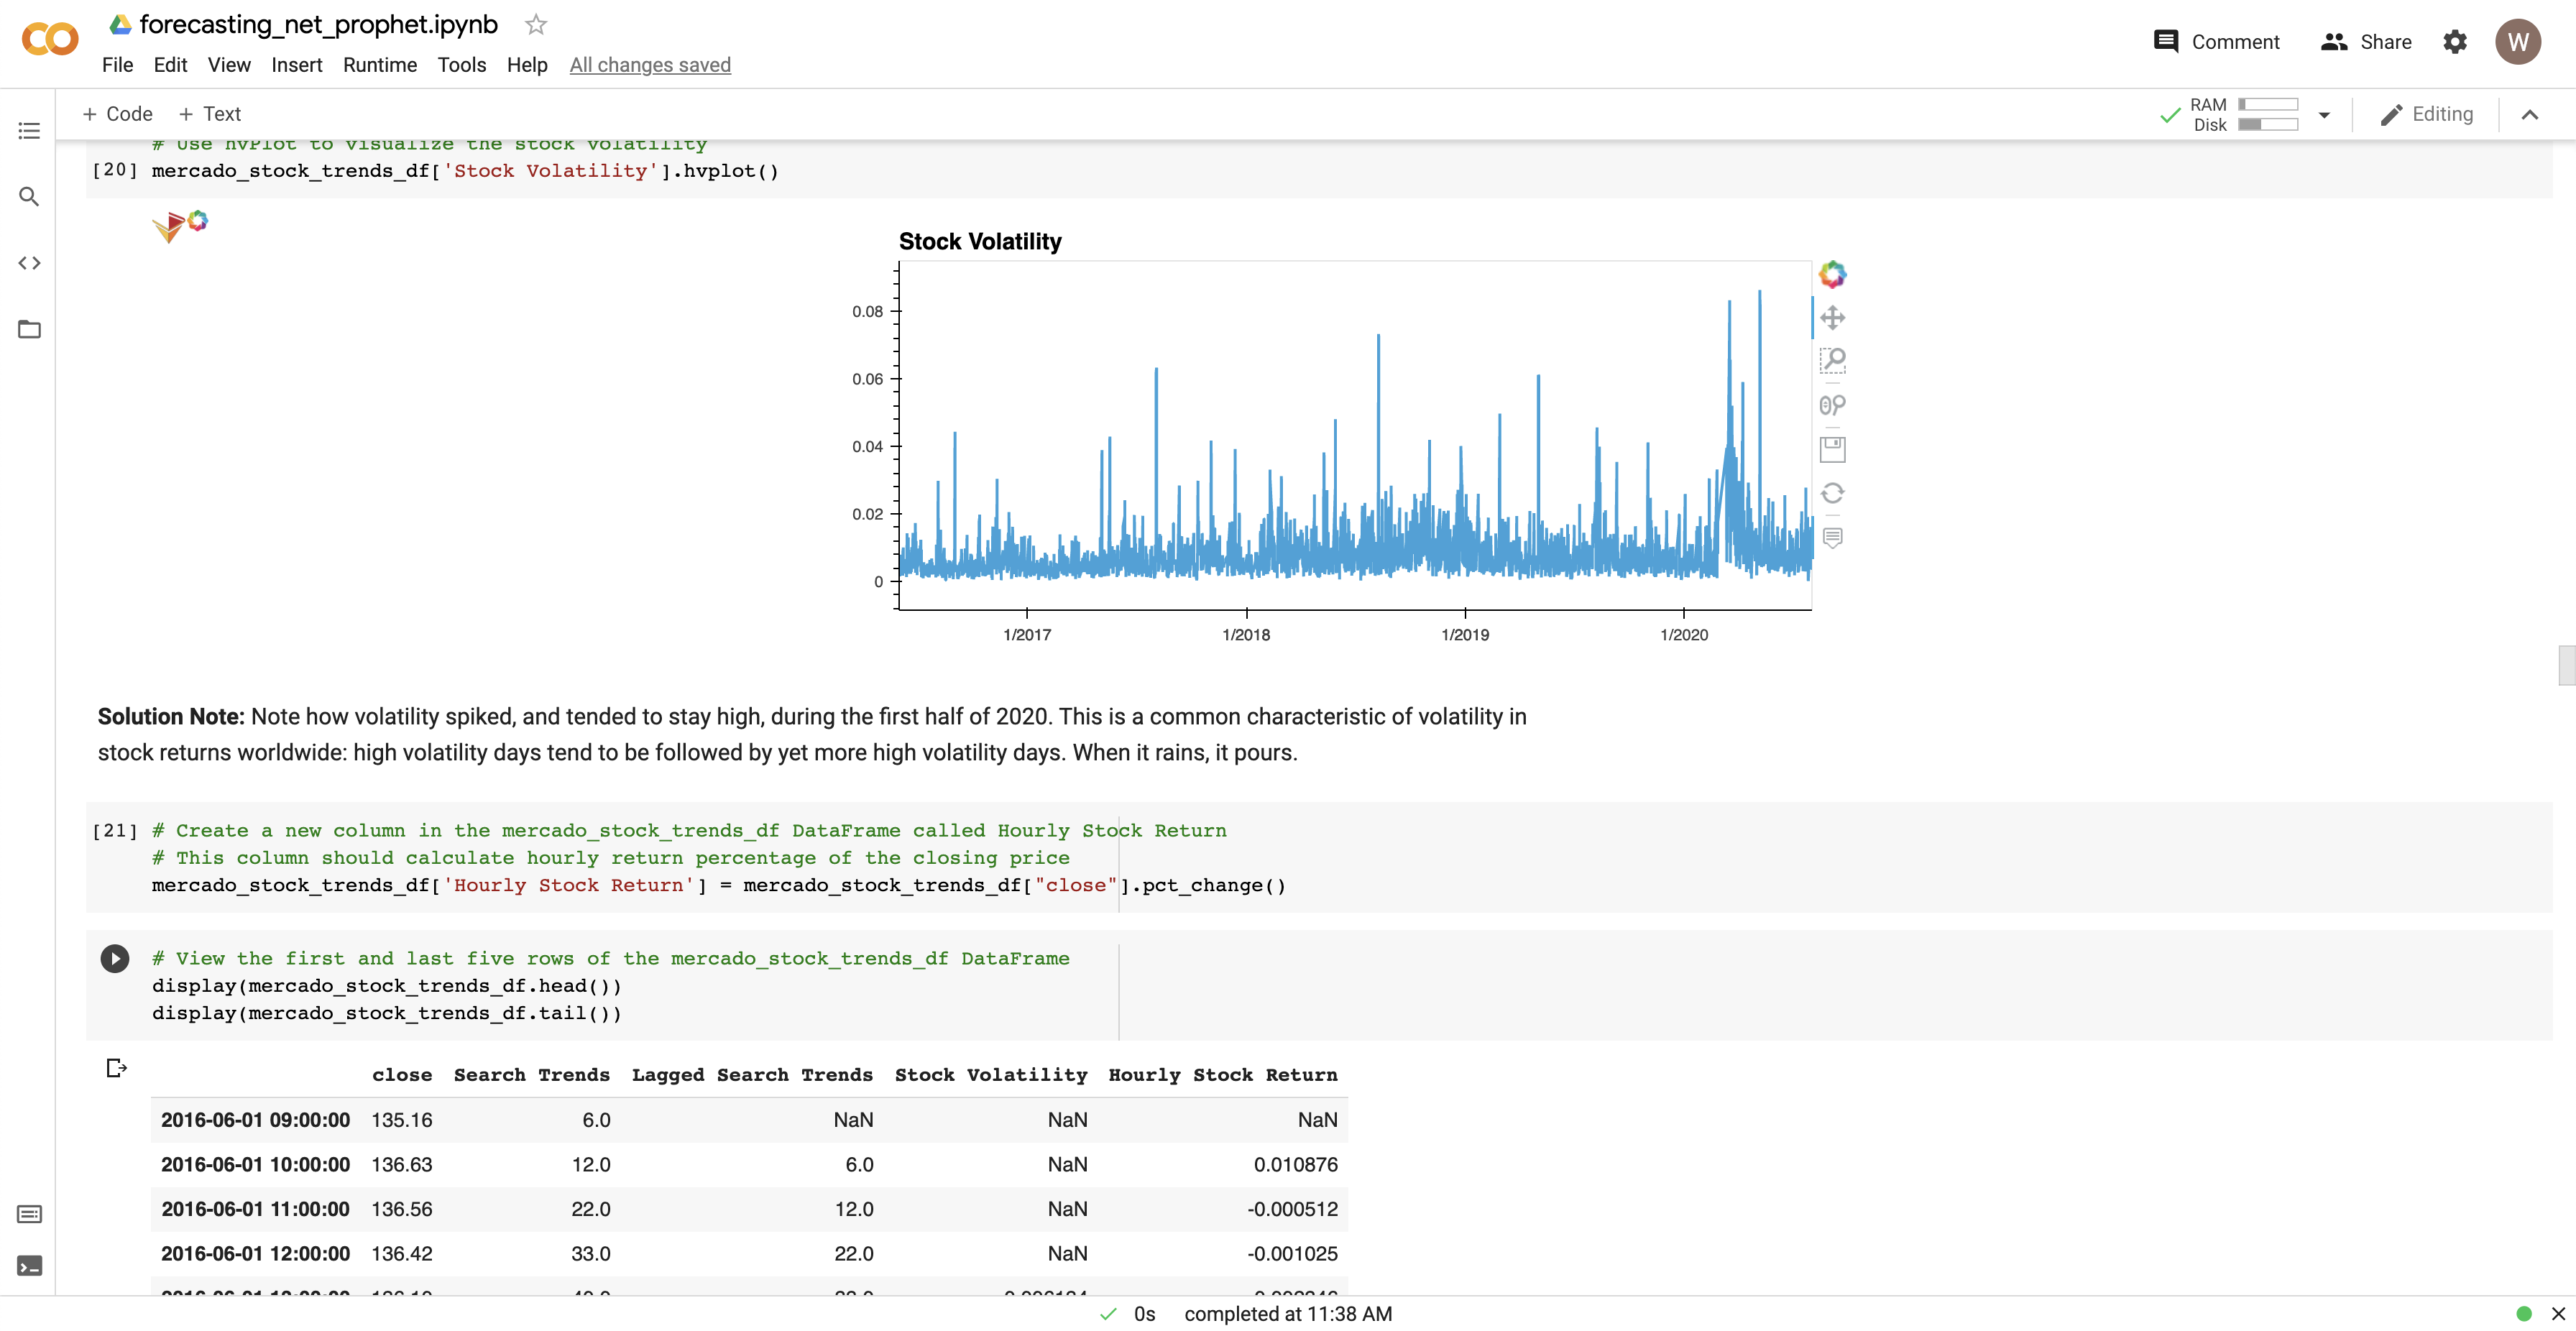 forecasting_net_prophet.ipynb
Comment
Share
W
File Edit View Insert Runtime Tools Help All changes saved
+ Code + Text
RAM
Disk
Editing
# Use hvPlot to visualize the stock volatility
[20] mercado_stock_trends_df['Stock Volatility'].hvplot()
Stock Volatility
0.08
0.06
0.04
0.02
0
1/2017 1/2018 1/2019 1/2020
Solution Note: Note how volatility spiked, and tended to stay high, during the first half of 2020. This is a common characteristic of volatility in
stock returns worldwide: high volatility days tend to be followed by yet more high volatility days. When it rains, it pours.
[21] # Create a new column in the mercado_stock_trends_df DataFrame called Hourly Stock Return
# This column should calculate hourly return percentage of the closing price
mercado_stock_trends_df['Hourly Stock Return'] = mercado_stock_trends_df["close"].pct_change()
# View the first and last five rows of the mercado_stock_trends_df DataFrame
display(mercado_stock_trends_df.head())
display(mercado_stock_trends_df.tail())
close Search Trends Lagged Search Trends Stock Volatility Hourly Stock Return
2016-06-01 09:00:00 135.16 6.0 NaN NaN NaN
2016-06-01 10:00:00 136.63 12.0 6.0 NaN 0.010876
2016-06-01 11:00:00 136.56 22.0 12.0 NaN -0.000512
2016-06-01 12:00:00 136.42 33.0 22.0 NaN -0.001025
0s completed at 11:38 AM